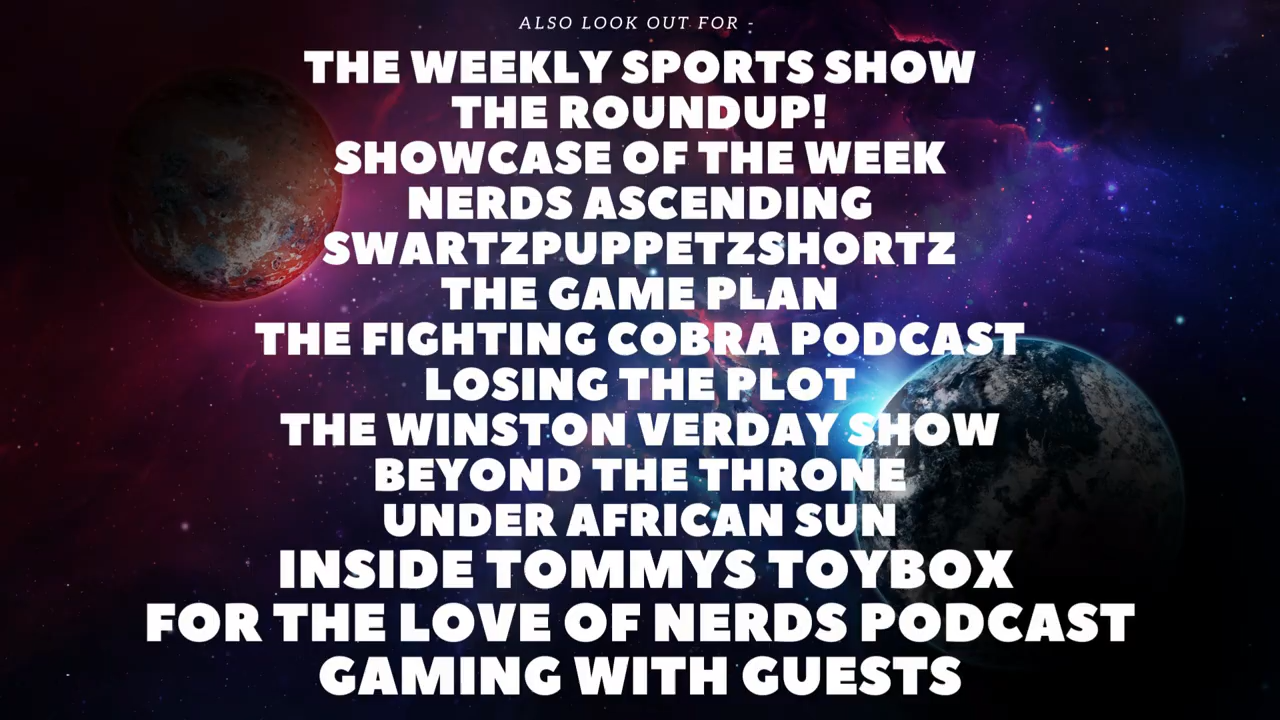 ALSO LOOK OUT FOR -
THE WEEKLY SPORTS SHOW
THE ROUNDUP!
SHOWCASE OF THE WEEK
NERDS ASCENDING
SWARTZPUPPETZSHORTZ
THE GAME PLAN
THE FIGHTING COBRA PODCAST
LOSING THE PLOT
THE WINSTON VERDAY SHOW
BEYOND THE THRONE
UNDER AFRICAN SUN
INSIDE TOMMYS TOYBOX
FOR THE LOVE OF NERDS PODCAST
GAMING WITH GUESTS